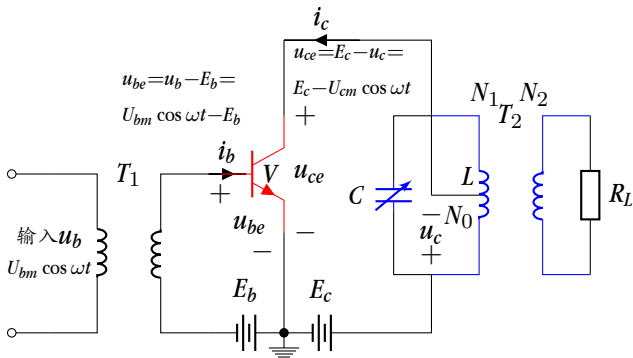 i_c
u_ce=E_c−u_c=
E_c−U_cm cos ωt
u_be=u_b−E_b=
U_bm cos ωt−E_b
+
N_1 N_2
T_2
T_1
i_b
V
+
u_ce
C
L
R_L
u_be
−
−
−N_0
u_c
+
输入u_b
U_bm cos ωt
E_b
E_c